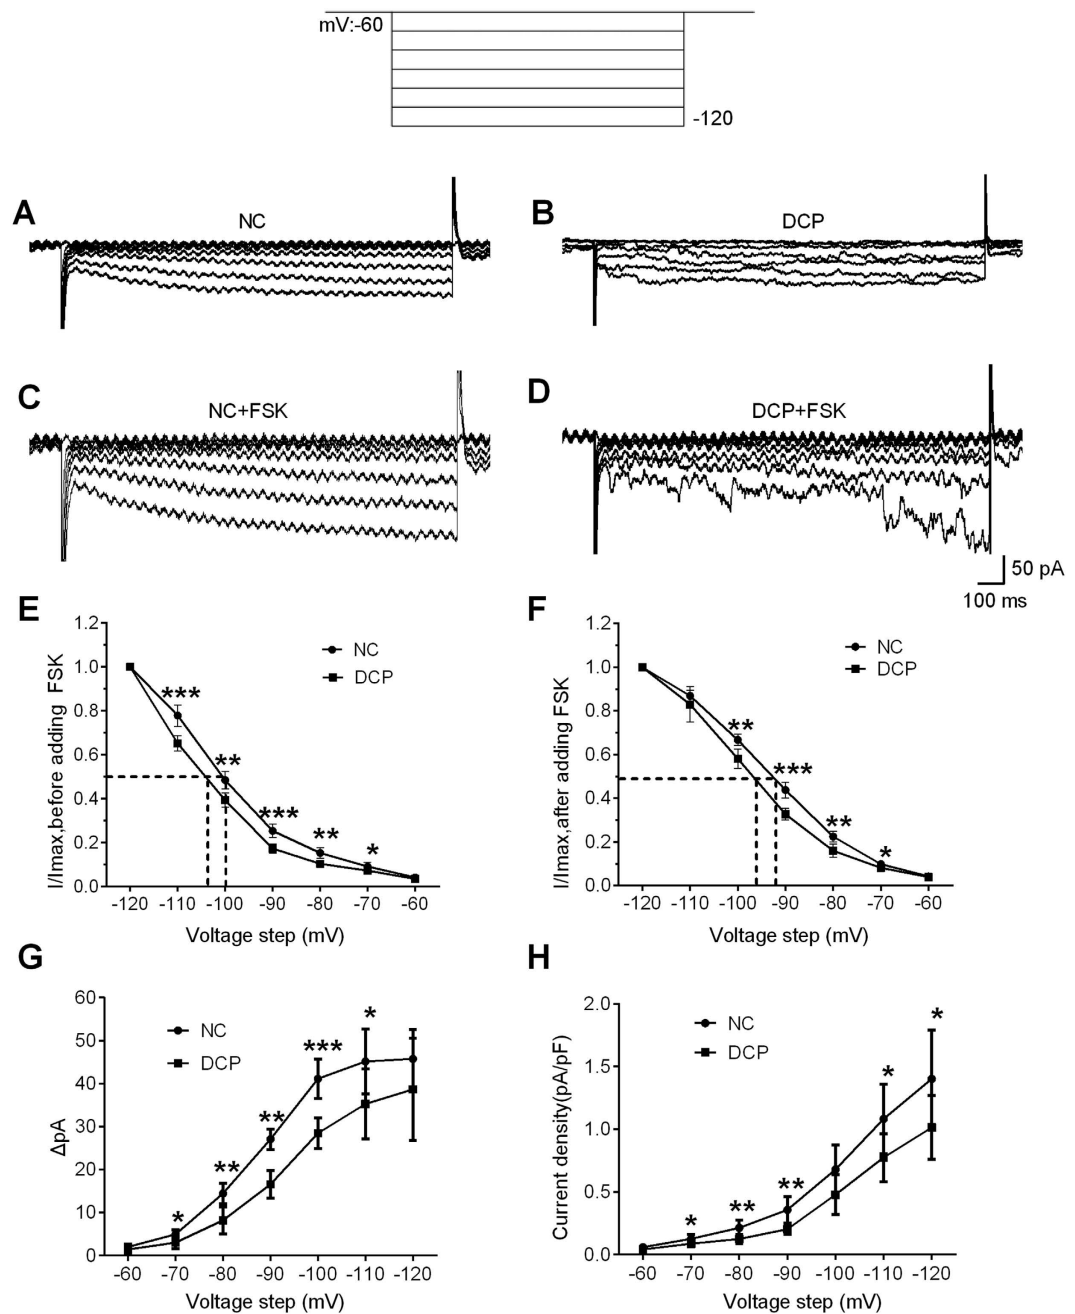 mV:-60
-120
A
NC
B
DCP
C
NC+FSK
D
DCP+FSK
50 pA
100 ms
E
I/Imax,before adding FSK
1.2
1.0
0.8
0.6
0.4
0.2
0.0
NC
DCP
***
**
***
**
*
-120 -110 -100 -90 -80 -70 -60
Voltage step (mV)
F
I/Imax,after adding FSK
1.2
1.0
0.8
0.6
0.4
0.2
0.0
NC
DCP
**
***
**
*
-120 -110 -100 -90 -80 -70 -60
Voltage step (mV)
G
ΔpA
60
50
40
30
20
10
0
NC
DCP
*
**
**
***
*
-60 -70 -80 -90 -100 -110 -120
Voltage step (mV)
H
Current density(pA/pF)
2.0
1.5
1.0
0.5
0.0
NC
DCP
*
**
**
*
*
-60 -70 -80 -90 -100 -110 -120
Voltage step (mV)